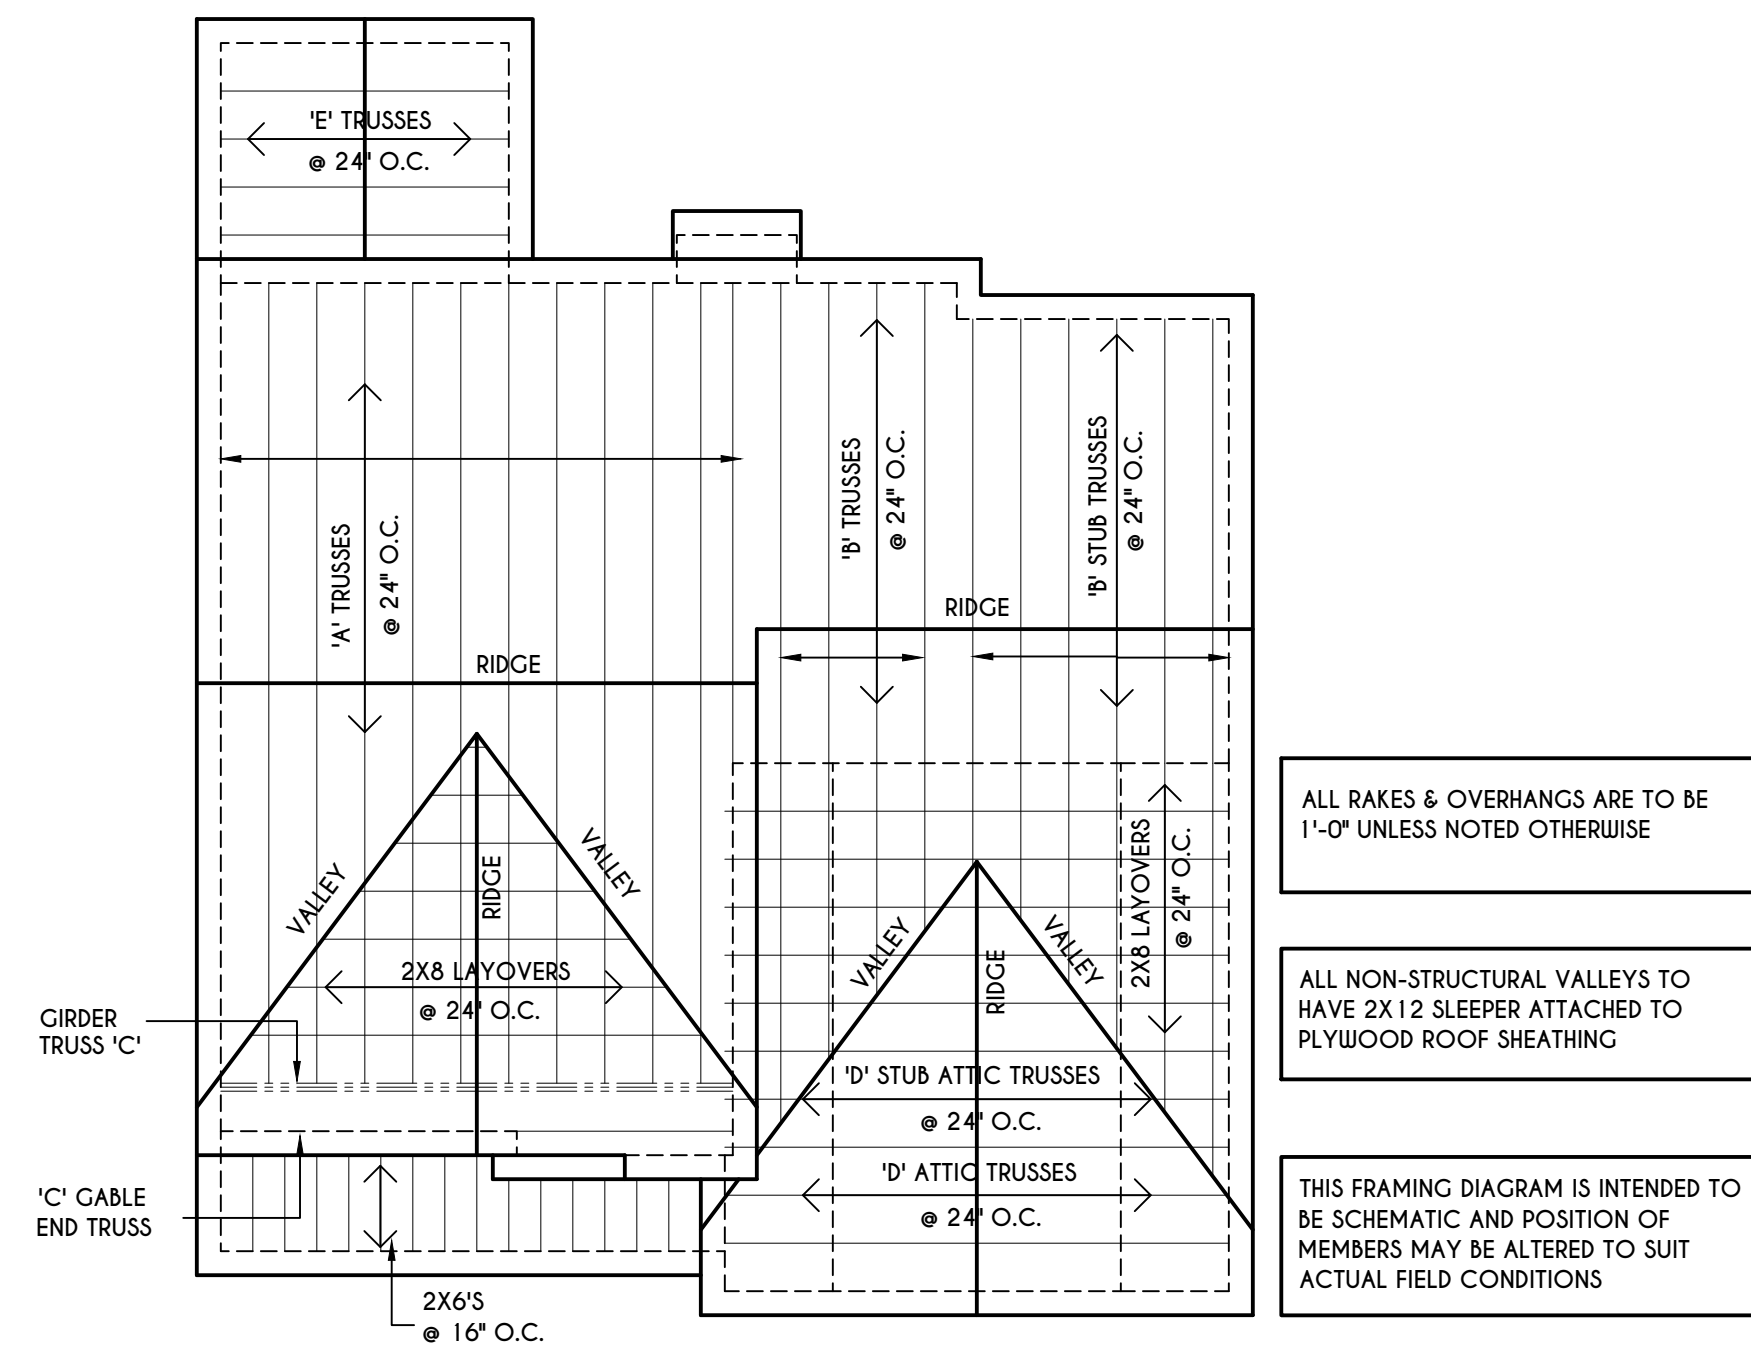 'E' TRUSSES
@ 24" O.C.
'A' TRUSSES
@ 24" O.C.
'B' TRUSSES
@ 24" O.C.
'B' STUB TRUSSES
@ 24" O.C.
RIDGE
RIDGE
VALLEY
RIDGE
VALLEY
2X8 LAYOVERS
@ 24" O.C.
GIRDER
TRUSS 'C'
'C' GABLE
END TRUSS
2X6'S
@ 16" O.C.
VALLEY
RIDGE
VALLEY
2X8 LAYOVERS
@ 24" O.C.
'D' STUB ATTIC TRUSSES
@ 24" O.C.
'D' ATTIC TRUSSES
@ 24" O.C.
ALL RAKES & OVERHANGS ARE TO BE
1'-0" UNLESS NOTED OTHERWISE
ALL NON-STRUCTURAL VALLEYS TO
HAVE 2X12 SLEEPER ATTACHED TO
PLYWOOD ROOF SHEATHING
THIS FRAMING DIAGRAM IS INTENDED TO
BE SCHEMATIC AND POSITION OF
MEMBERS MAY BE ALTERED TO SUIT
ACTUAL FIELD CONDITIONS